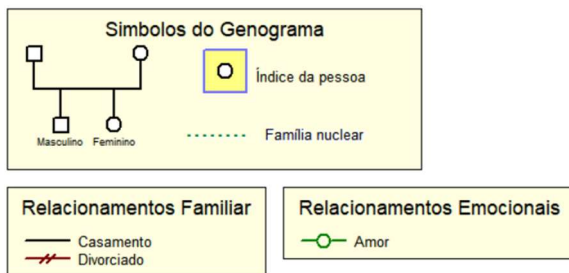 Simbolos do Genograma
Índice da pessoa
Masculino Feminino
Família nuclear
Relacionamentos Familiar
Casamento
Divorciado
Relacionamentos Emocionais
Amor